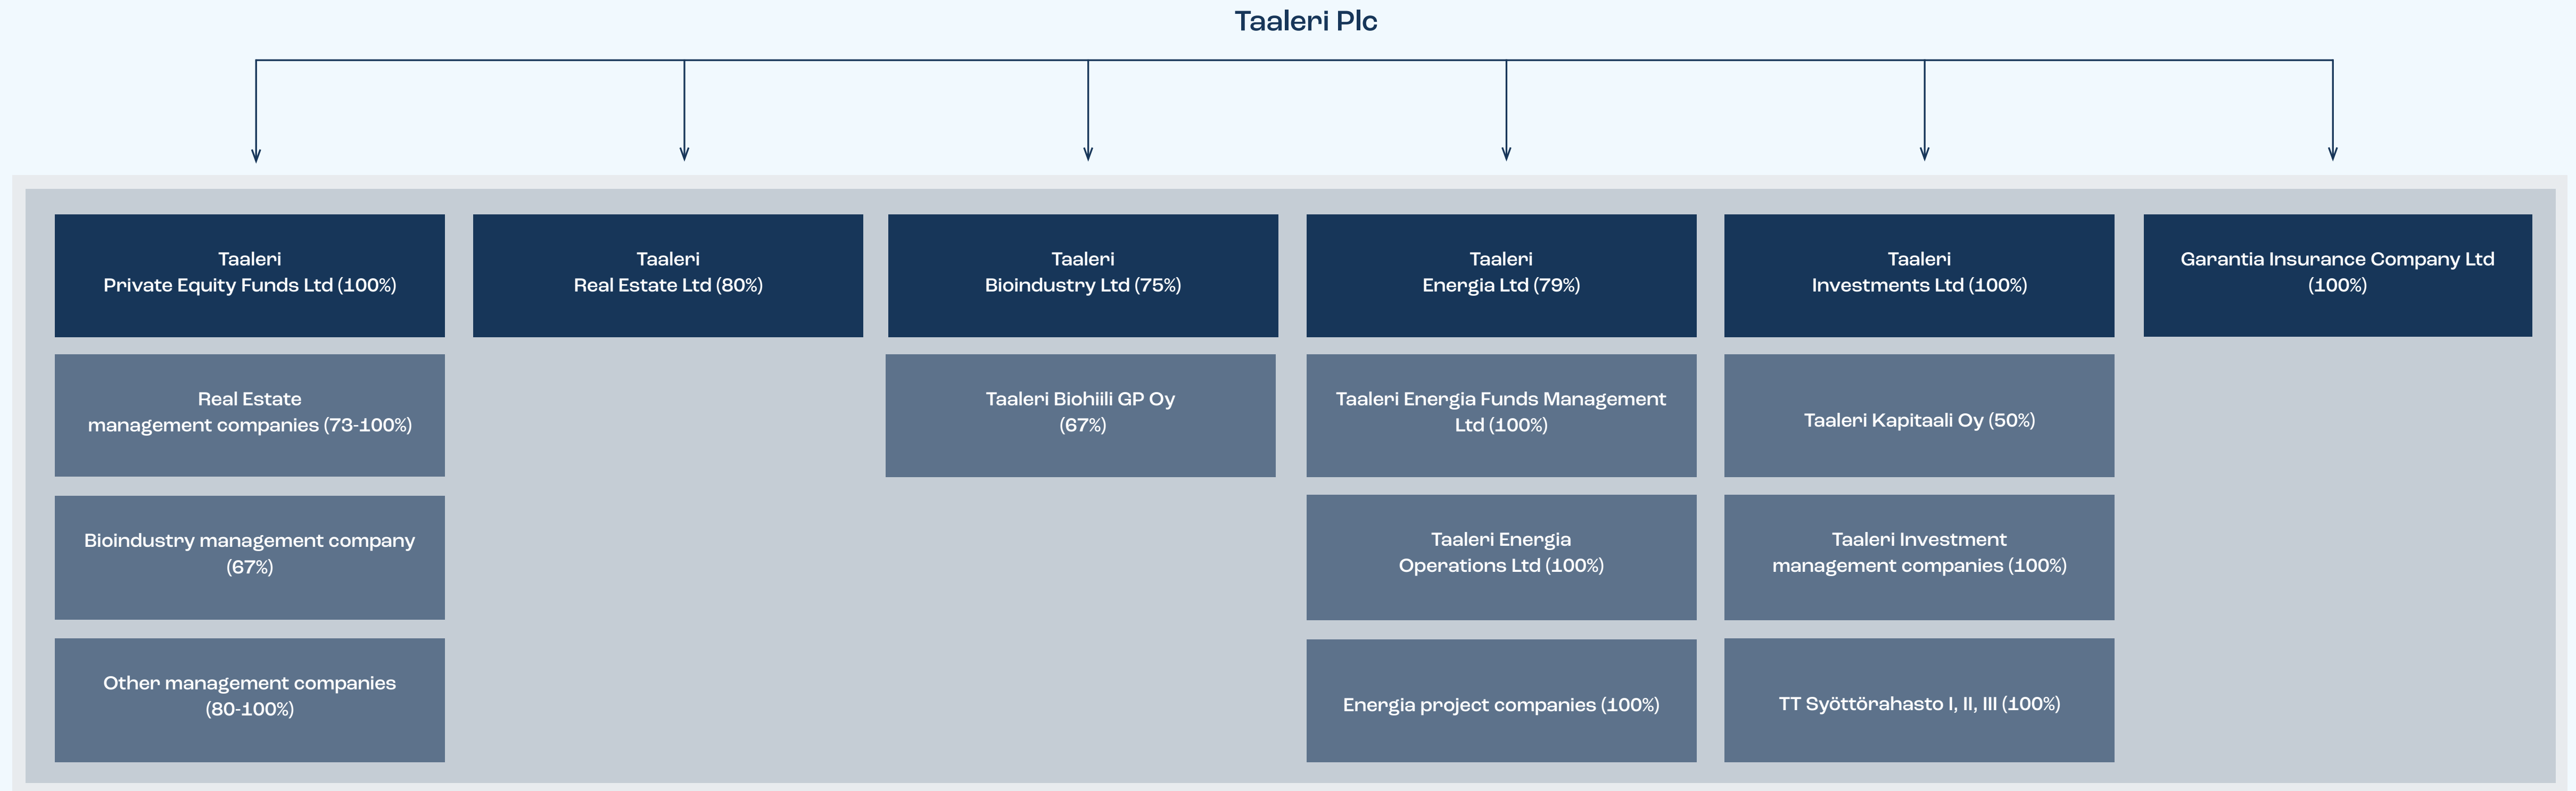 Taaleri Plc
Taaleri
Private Equity Funds Ltd (100%)
Taaleri
Real Estate Ltd (80%)
Taaleri
Bioindustry Ltd (75%)
Taaleri
Energia Ltd (79%)
Taaleri
Investments Ltd (100%)
Garantia Insurance Company Ltd
(100%)
Real Estate
management companies (73-100%)
Taaleri Biohiili GP Oy
(67%)
Taaleri Energia Funds Management
Ltd (100%)
Taaleri Kapitaali Oy (50%)
Bioindustry management company
(67%)
Taaleri Energia
Operations Ltd (100%)
Taaleri Investment
management companies (100%)
Other management companies
(80-100%)
Energia project companies (100%)
TT Syöttörahasto I, II, III (100%)